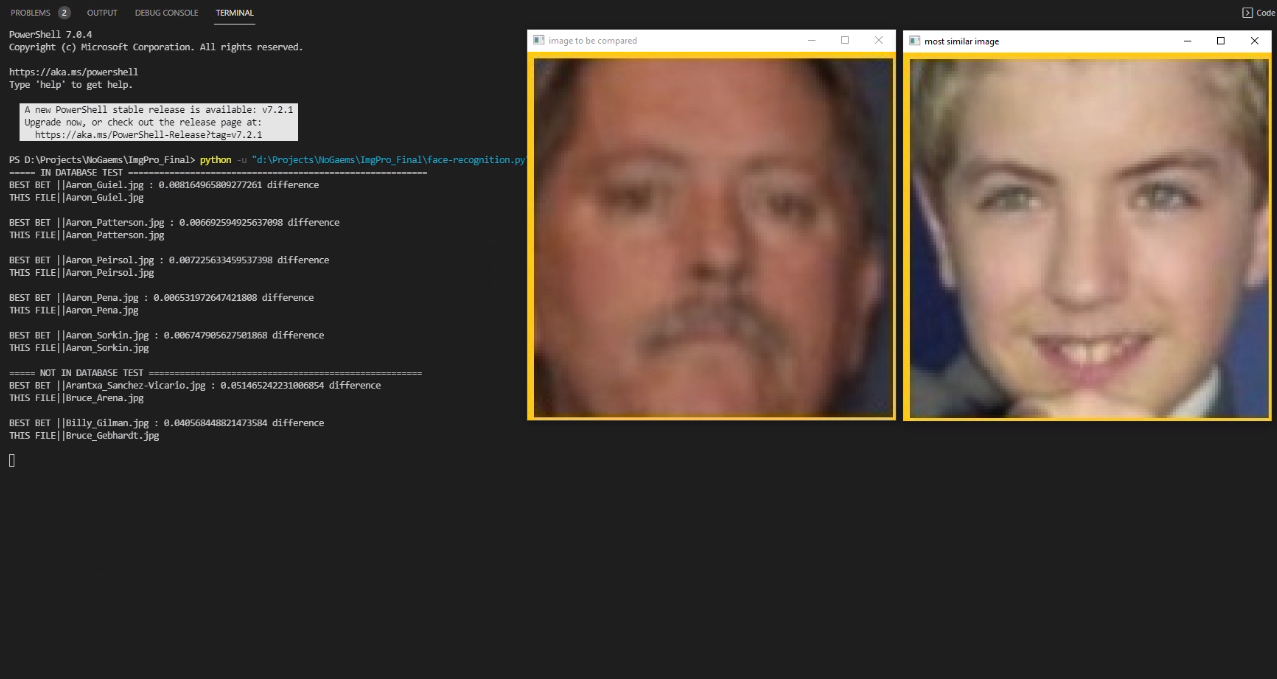 PROBLEMS 2 OUTPUT DEBUG CONSOLE TERMINAL
Code
PowerShell 7.0.4
Copyright (c) Microsoft Corporation. All rights reserved.
https://aka.ms/powershell
Type 'help' to get help.
A new PowerShell stable release is available: v7.2.1
Upgrade now, or check out the release page at:
https://aka.ms/PowerShell-Release?tag=v7.2.1
PS D:\Projects\NoGaems\ImgPro_Final> python -u "d:\Projects\NoGaems\ImgPro_Final\face-recognition.py"
===== IN DATABASE TEST ==========================================================
BEST BET ||Aaron_Guiel.jpg : 0.008164965809277261 difference
THIS FILE||Aaron_Guiel.jpg
BEST BET ||Aaron_Patterson.jpg : 0.006692594925637098 difference
THIS FILE||Aaron_Patterson.jpg
BEST BET ||Aaron_Peirsol.jpg : 0.007225633459537398 difference
THIS FILE||Aaron_Peirsol.jpg
BEST BET ||Aaron_Pena.jpg : 0.006531972647421808 difference
THIS FILE||Aaron_Pena.jpg
BEST BET ||Aaron_Sorkin.jpg : 0.006747905627501868 difference
THIS FILE||Aaron_Sorkin.jpg
===== NOT IN DATABASE TEST =====================================================
BEST BET ||Arantxa_Sanchez-Vicario.jpg : 0.051465242231006854 difference
THIS FILE||Bruce_Arena.jpg
BEST BET ||Billy_Gilman.jpg : 0.040568448821473584 difference
THIS FILE||Bruce_Gebhardt.jpg
image to be compared
most similar image